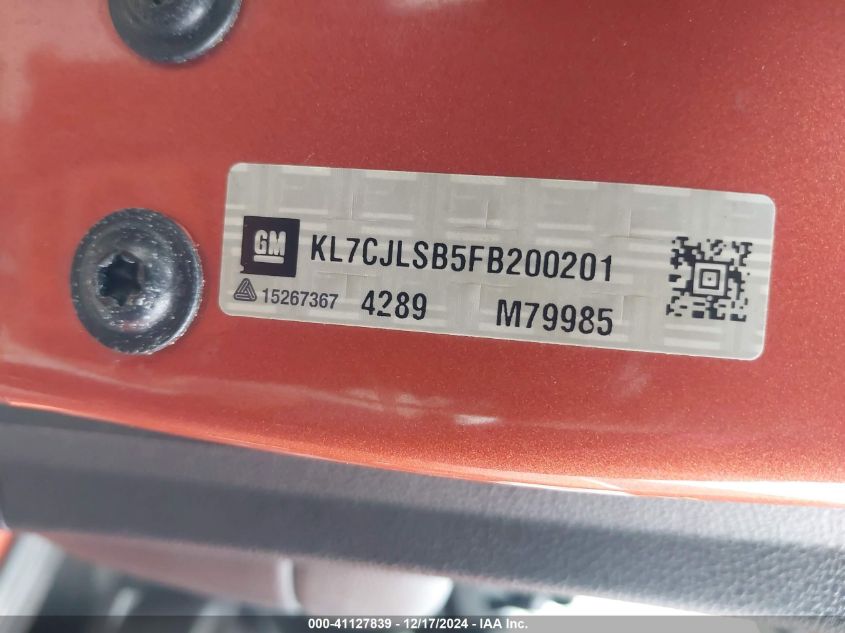 GM KL7CJLSB5FB200201
15267367 4289 M79985
000-41127839 - 12/17/2024 - IAA Inc.